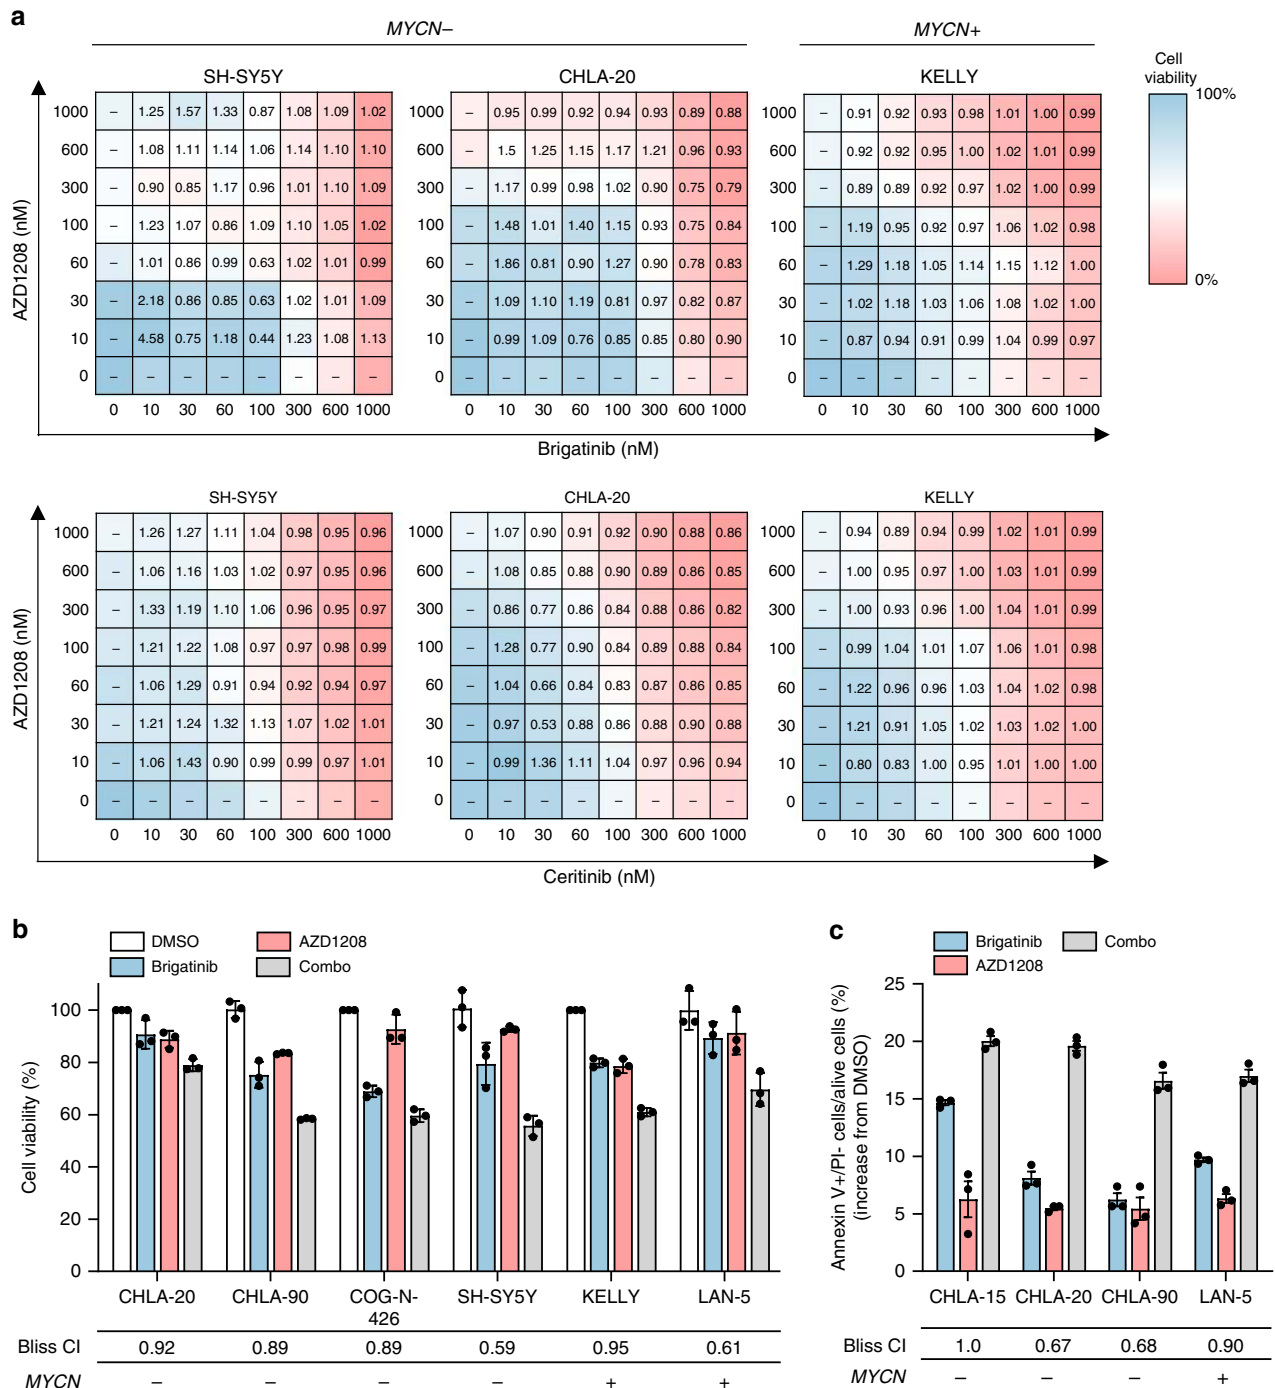 a
MYCN– MYCN+
SH-SY5Y CHLA-20 KELLY
Cell viability
100%
0%
AZD1208 (nM)
1000 – 1.25 1.57 1.33 0.87 1.08 1.09 1.02
600 – 1.08 1.11 1.14 1.06 1.14 1.10 1.10
300 – 0.90 0.85 1.17 0.96 1.01 1.10 1.09
100 – 1.23 1.07 0.86 1.09 1.10 1.05 1.02
60 – 1.01 0.86 0.99 0.63 1.02 1.01 0.99
30 – 2.18 0.86 0.85 0.63 1.02 1.01 1.09
10 – 4.58 0.75 1.18 0.44 1.23 1.08 1.13
0 – – – – – – – –
0 10 30 60 100 300 600 1000
1000 – 0.95 0.99 0.92 0.94 0.93 0.89 0.88
600 – 1.5 1.25 1.15 1.17 1.21 0.96 0.93
300 – 1.17 0.99 0.98 1.02 0.90 0.75 0.79
100 – 1.48 1.01 1.40 1.15 0.93 0.75 0.84
60 – 1.86 0.81 0.90 1.27 0.90 0.78 0.83
30 – 1.09 1.10 1.19 0.81 0.97 0.82 0.87
10 – 0.99 1.09 0.76 0.85 0.85 0.80 0.90
0 – – – – – – – –
0 10 30 60 100 300 600 1000
1000 – 0.91 0.92 0.93 0.98 1.01 1.00 0.99
600 – 0.92 0.92 0.95 1.00 1.02 1.01 0.99
300 – 0.89 0.89 0.92 0.97 1.02 1.00 0.99
100 – 1.19 0.95 0.92 0.97 1.06 1.02 0.98
60 – 1.29 1.18 1.05 1.14 1.15 1.12 1.00
30 – 1.02 1.18 1.03 1.06 1.08 1.02 1.00
10 – 0.87 0.94 0.91 0.99 1.04 0.99 0.97
0 – – – – – – – –
0 10 30 60 100 300 600 1000
Brigatinib (nM)
SH-SY5Y CHLA-20 KELLY
AZD1208 (nM)
1000 – 1.26 1.27 1.11 1.04 0.98 0.95 0.96
600 – 1.06 1.16 1.03 1.02 0.97 0.95 0.96
300 – 1.33 1.19 1.10 1.06 0.96 0.95 0.97
100 – 1.21 1.22 1.08 0.97 0.97 0.98 0.99
60 – 1.06 1.29 0.91 0.94 0.92 0.94 0.97
30 – 1.21 1.24 1.32 1.13 1.07 1.02 1.01
10 – 1.06 1.43 0.90 0.99 0.99 0.97 1.01
0 – – – – – – – –
0 10 30 60 100 300 600 1000
1000 – 1.07 0.90 0.91 0.92 0.90 0.88 0.86
600 – 1.08 0.85 0.88 0.90 0.89 0.86 0.85
300 – 0.86 0.77 0.86 0.84 0.88 0.86 0.82
100 – 1.28 0.77 0.90 0.84 0.89 0.88 0.84
60 – 1.04 0.66 0.84 0.83 0.87 0.86 0.85
30 – 0.97 0.53 0.88 0.86 0.88 0.90 0.88
10 – 0.99 1.36 1.11 1.04 0.97 0.96 0.94
0 – – – – – – – –
0 10 30 60 100 300 600 1000
1000 – 0.94 0.89 0.94 0.99 1.02 1.01 0.99
600 – 1.00 0.95 0.97 1.00 1.03 1.01 0.99
300 – 1.00 0.93 0.96 1.00 1.04 1.01 0.99
100 – 0.99 1.04 1.01 1.07 1.06 1.01 0.98
60 – 1.22 0.96 0.96 1.03 1.04 1.02 0.98
30 – 1.21 0.91 1.05 1.02 1.03 1.02 1.00
10 – 0.80 0.83 1.00 0.95 1.01 1.00 1.00
0 – – – – – – – –
0 10 30 60 100 300 600 1000
Ceritinib (nM)
b
DMSO AZD1208
Brigatinib Combo
Cell viability (%)
100
80
60
40
20
0
CHLA-20 CHLA-90 COG-N-426 SH-SY5Y KELLY LAN-5
Bliss CI 0.92 0.89 0.89 0.59 0.95 0.61
MYCN – – – – + +
c
Brigatinib Combo
AZD1208
Annexin V+/PI- cells/alive cells (%)
(increase from DMSO)
25
20
15
10
5
0
CHLA-15 CHLA-20 CHLA-90 LAN-5
Bliss CI 1.0 0.67 0.68 0.90
MYCN – – – +